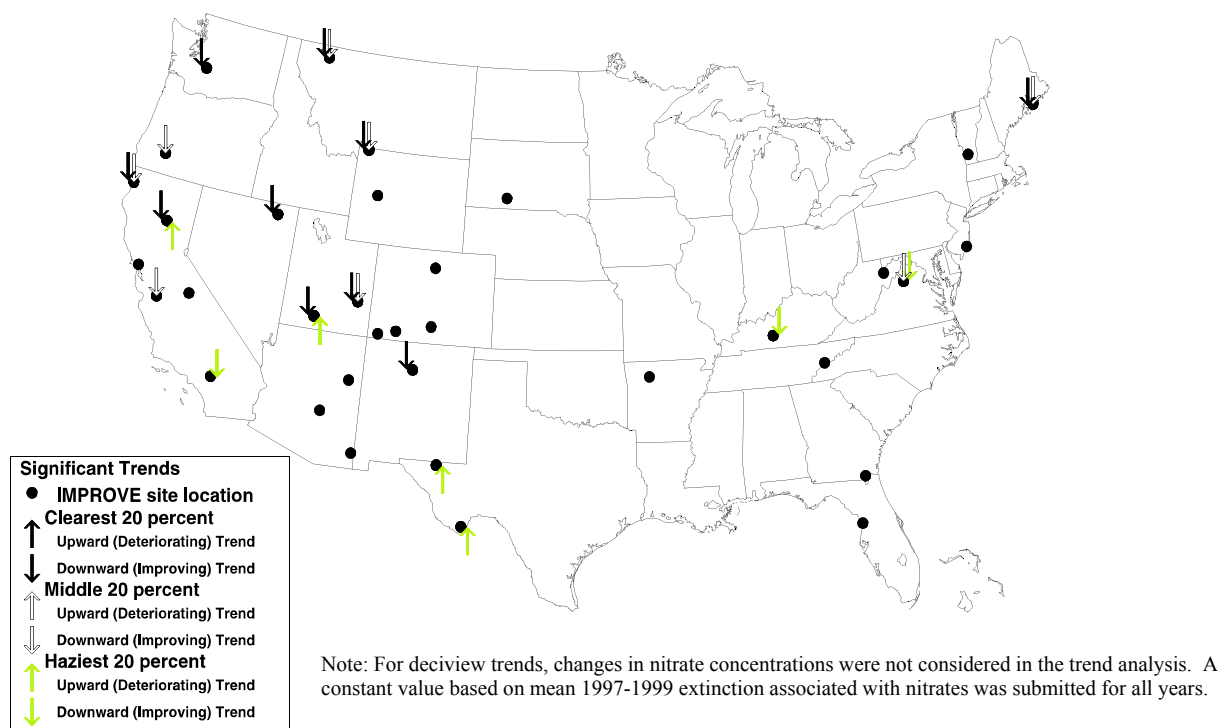 Significant Trends
IMPROVE site location
Clearest 20 percent
Upward (Deteriorating) Trend
Downward (Improving) Trend
Middle 20 percent
Upward (Deteriorating) Trend
Downward (Improving) Trend
Haziest 20 percent
Upward (Deteriorating) Trend
Downward (Improving) Trend
Note: For deciview trends, changes in nitrate concentrations were not considered in the trend analysis. A
constant value based on mean 1997-1999 extinction associated with nitrates was submitted for all years.